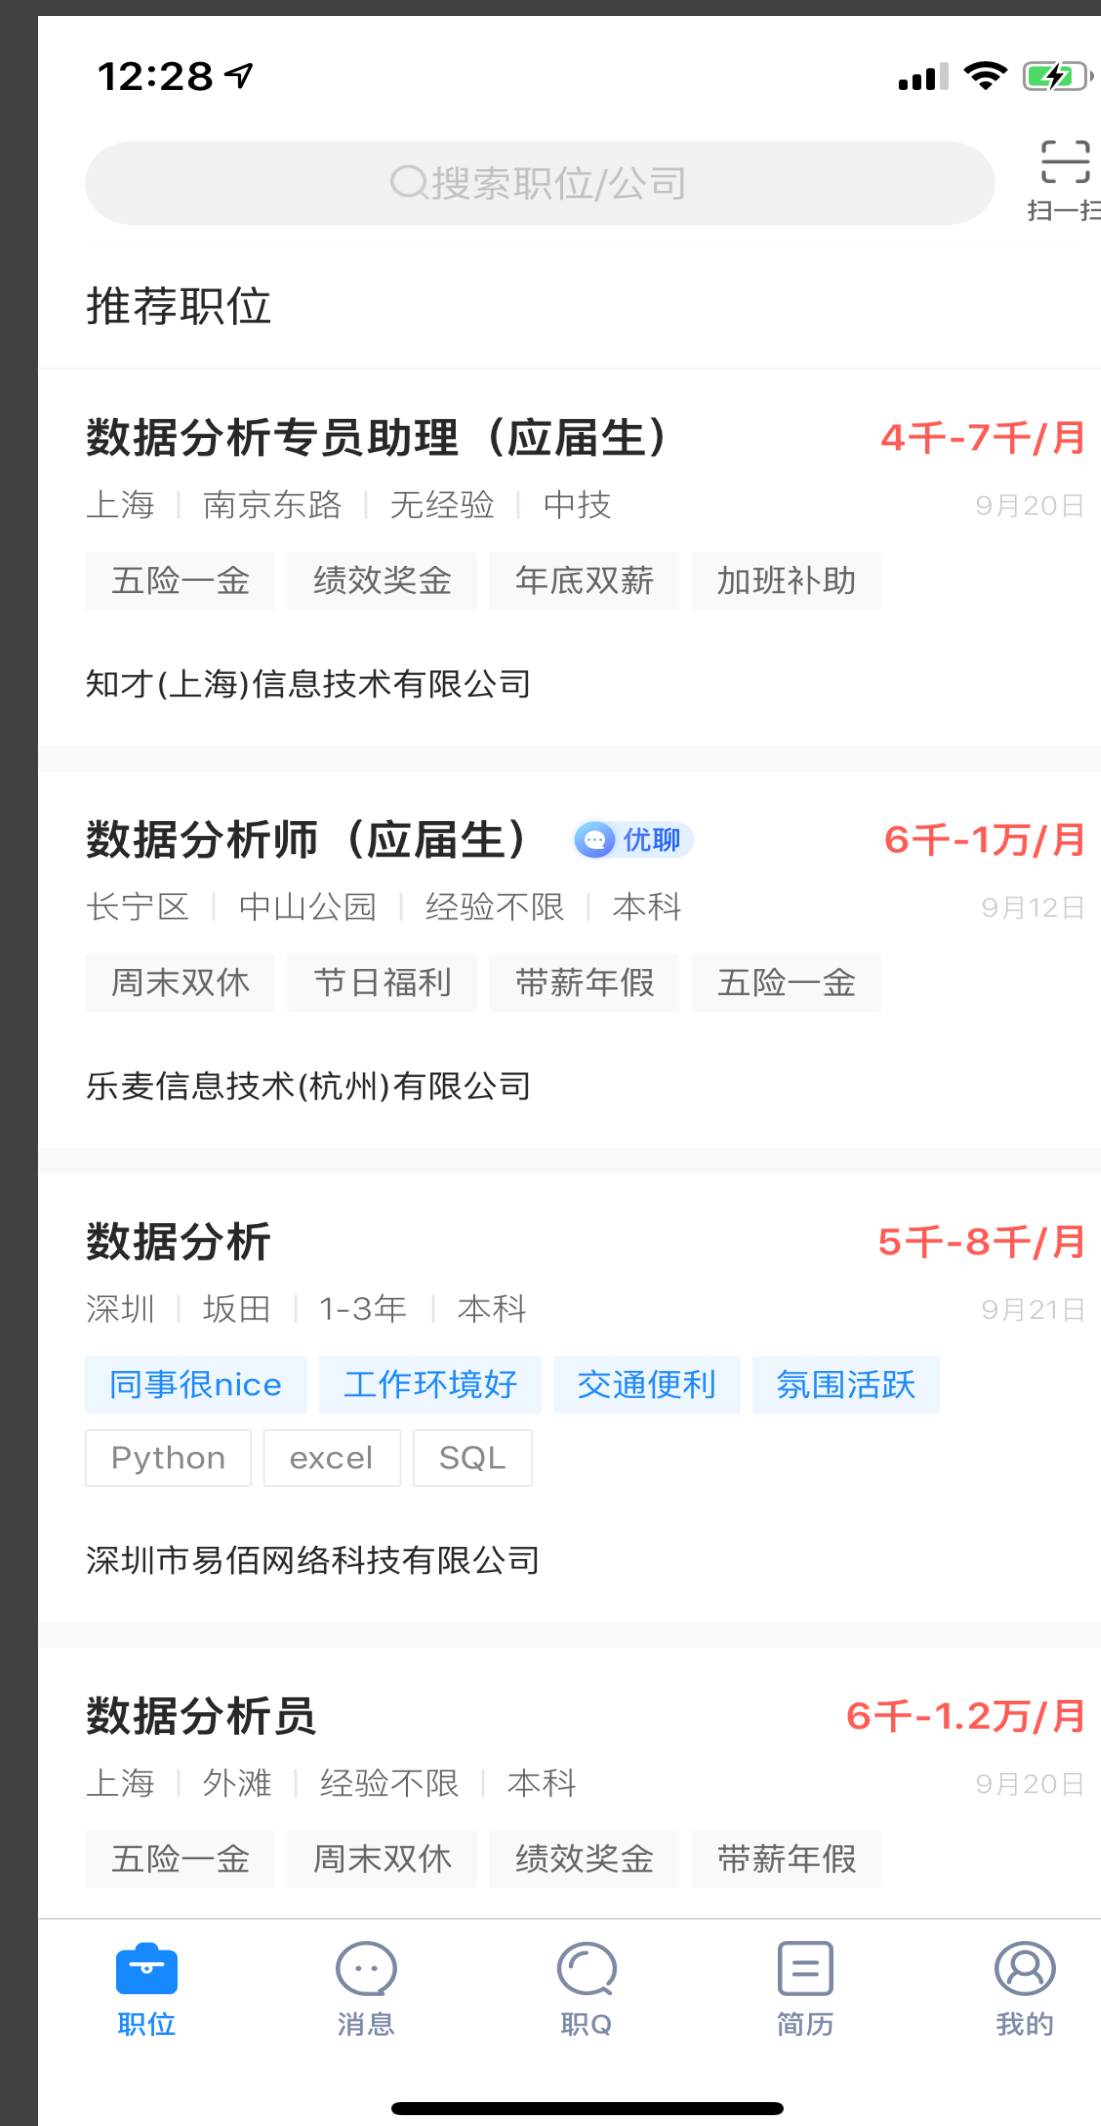 12:28
搜索职位/公司
扫一扫
推荐职位
数据分析专员助理（应届生） 4千-7千/月
上海 南京东路 无经验 中技 9月20日
五险一金 绩效奖金 年底双薪 加班补助
知才(上海)信息技术有限公司
数据分析师（应届生） 优聊 6千-1万/月
长宁区 中山公园 经验不限 本科 9月12日
周末双休 节日福利 带薪年假 五险一金
乐麦信息技术(杭州)有限公司
数据分析 5千-8千/月
深圳 坂田 1-3年 本科 9月21日
同事很nice 工作环境好 交通便利 氛围活跃
Python excel SQL
深圳市易佰网络科技有限公司
数据分析员 6千-1.2万/月
上海 外滩 经验不限 本科 9月20日
五险一金 周末双休 绩效奖金 带薪年假
职位 消息 职Q 简历 我的